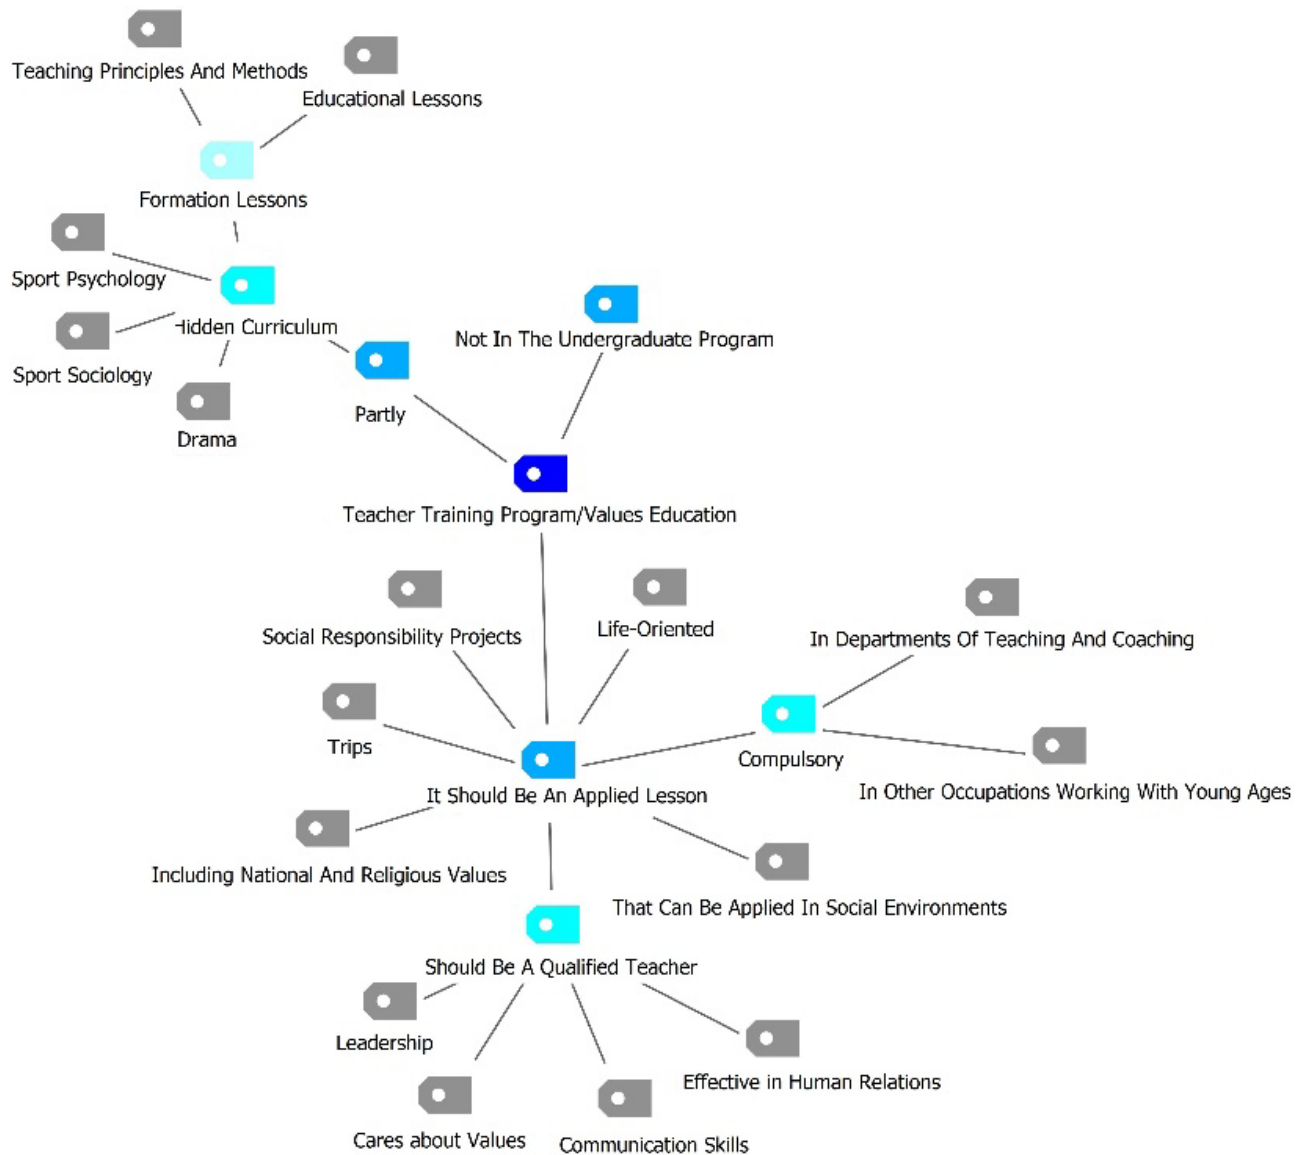 Teaching Principles And Methods
Educational Lessons
Formation Lessons
Sport Psychology
Hidden Curriculum
Not In The Undergraduate Program
Sport Sociology
Partly
Drama
Teacher Training Program/Values Education
Social Responsibility Projects
Life-Oriented
In Departments Of Teaching And Coaching
Trips
Compulsory
It Should Be An Applied Lesson
In Other Occupations Working With Young Ages
Including National And Religious Values
That Can Be Applied In Social Environments
Should Be A Qualified Teacher
Leadership
Effective in Human Relations
Cares about Values
Communication Skills